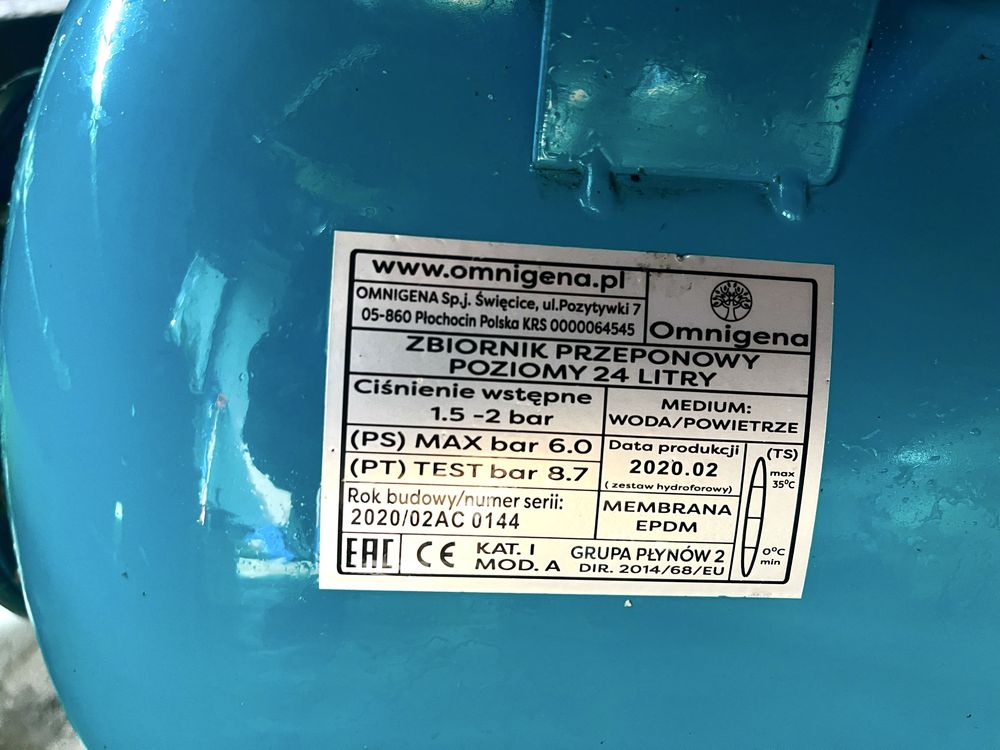 www.omnigena.pl
OMNIGENA Sp.j. Święcice, ul.Pozytywki 7
05-860 Płochocin Polska KRS 0000064545
Omnigena
ZBIORNIK PRZEPONOWY
POZIOMY 24 LITRY
Ciśnienie wstępne
1.5 -2 bar
MEDIUM:
WODA/POWIETRZE
(PS) MAX bar 6.0
(PT) TEST bar 8.7
Data produkcji
2020.02
(zestaw hydroforowy)
(TS)
max
35°C
Rok budowy/numer serii:
2020/02AC 0144
MEMBRANA
EPDM
0°C
min
EAC CE
KAT. I
MOD. A
GRUPA PŁYNÓW 2
DIR. 2014/68/EU